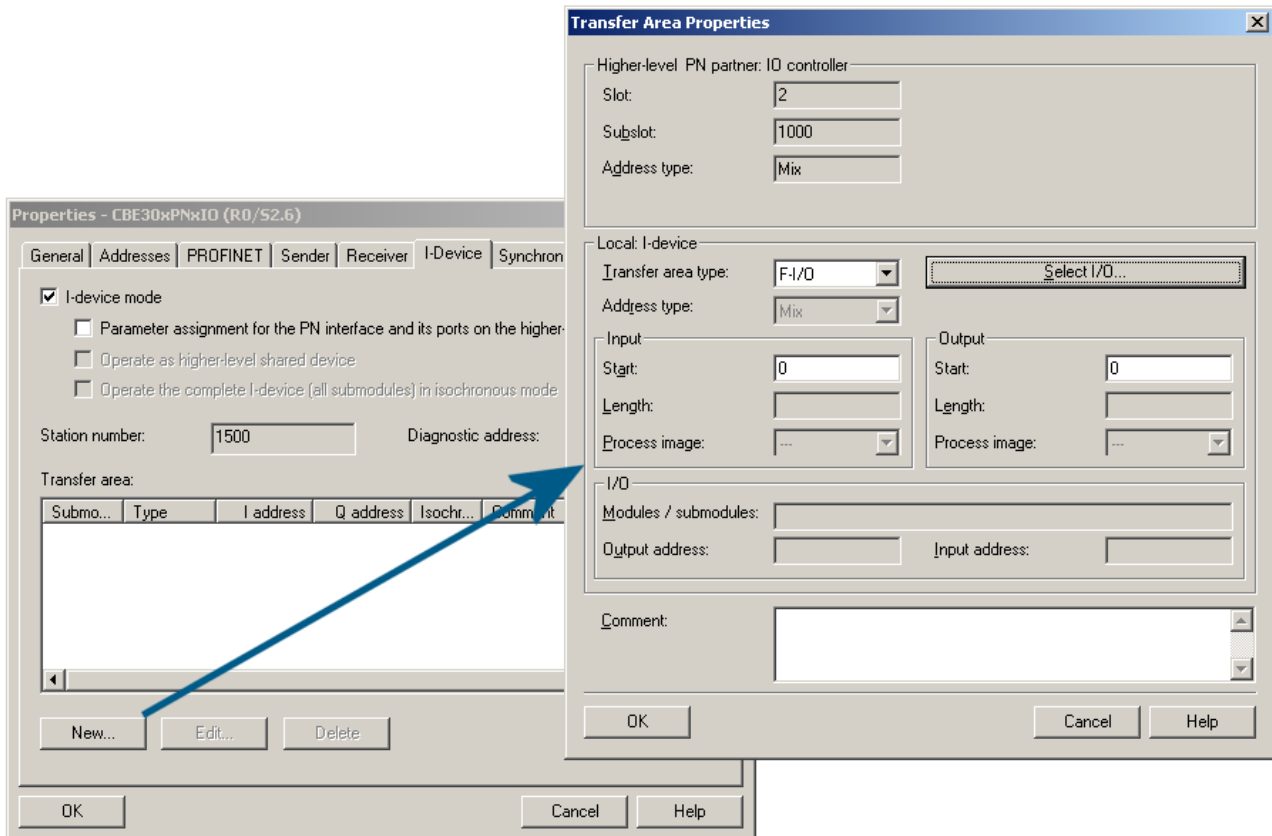 Transfer Area Properties
Higher-level PN partner: IO controller
Slot: 2
Subslot: 1000
Address type: Mix
Local: I-device
Transfer area type: F-I/O Select I/O...
Address type: Mix
Input
Start: 0
Length:
Process image: ---
Output
Start: 0
Length:
Process image: ---
I/O
Modules / submodules:
Output address: Input address:
Comment:
OK Cancel Help
Properties - CBE30xPNxIO (R0/S2.6)
General Addresses PROFINET Sender Receiver I-Device Synchron
I-device mode
Parameter assignment for the PN interface and its ports on the higher-
Operate as higher-level shared device
Operate the complete I-device (all submodules) in isochronous mode
Station number: 1500 Diagnostic address:
Transfer area:
Submo... Type I address Q address Isochr... Comment
New... Edit... Delete
OK Cancel Help